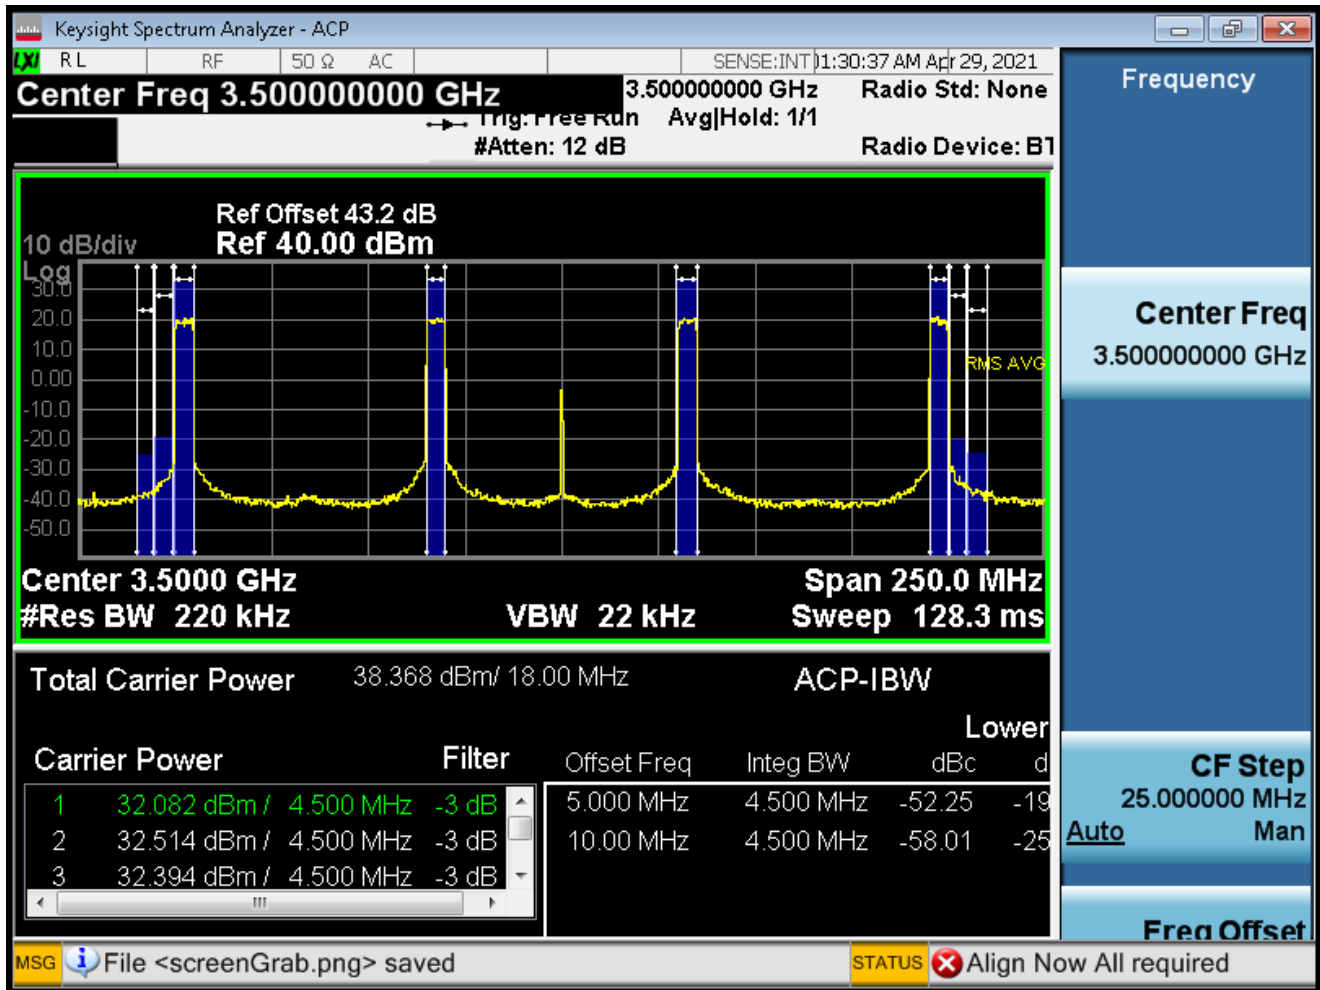 Keysight Spectrum Analyzer - ACP
LXI RL RF 50 Ω AC SENSE:INT 01:30:37 AM Apr 29, 2021
Center Freq 3.500000000 GHz 3.500000000 GHz Radio Std: None
Trig: Free Run Avg|Hold: 1/1
#Atten: 12 dB Radio Device: BT
Ref Offset 43.2 dB
10 dB/div Ref 40.00 dBm
Log
30.0
20.0
10.0
RMS AVG
0.00
-10.0
-20.0
-30.0
-40.0
-50.0
Center 3.5000 GHz Span 250.0 MHz
#Res BW 220 kHz VBW 22 kHz Sweep 128.3 ms
Total Carrier Power 38.368 dBm/ 18.00 MHz ACP-IBW
Lower
Carrier Power Filter Offset Freq Integ BW dBc d
1 32.082 dBm / 4.500 MHz -3 dB 5.000 MHz 4.500 MHz -52.25 -19
2 32.514 dBm / 4.500 MHz -3 dB 10.00 MHz 4.500 MHz -58.01 -25
3 32.394 dBm / 4.500 MHz -3 dB
MSG File <screenGrab.png> saved STATUS Align Now All required
Frequency
Center Freq
3.500000000 GHz
CF Step
25.000000 MHz
Auto Man
Freq Offset